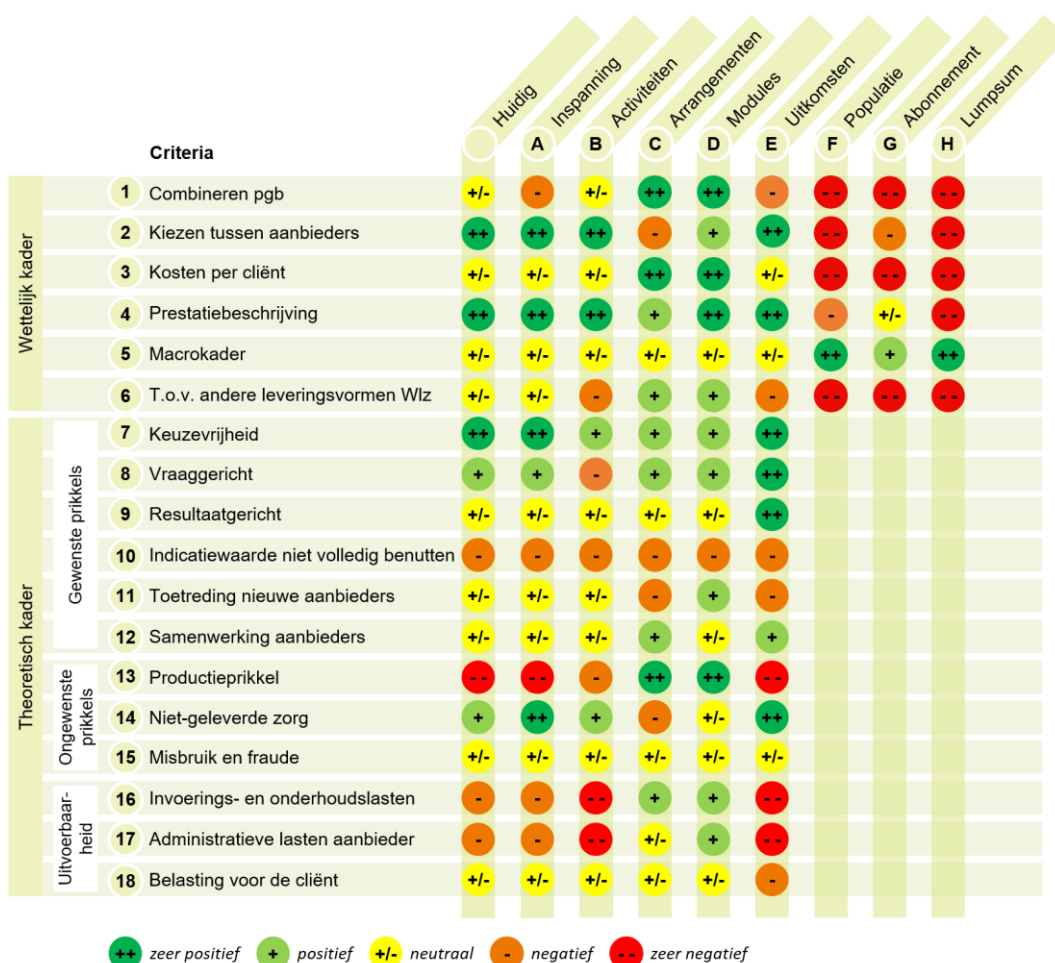 Huidig
Inspanning
Activiteiten
Arrangementen
Modules
Uitkomsten
Populatie
Abonnement
Lumpsum
Criteria A B C D E F G H
Wettelijk kader
1 Combineren pgb +/- - +/- ++ ++ - -- -- --
2 Kiezen tussen aanbieders ++ ++ ++ - + ++ -- - --
3 Kosten per cliënt +/- +/- +/- ++ ++ +/- -- -- --
4 Prestatiebeschrijving ++ ++ ++ + ++ ++ - +/- --
5 Macrokader +/- +/- +/- +/- +/- +/- ++ + ++
6 T.o.v. andere leveringsvormen Wlz +/- +/- - + + - -- -- --
Theoretisch kader
Gewenste prikkels
7 Keuzevrijheid ++ ++ + + + ++
8 Vraaggericht + + - + + ++
9 Resultaatgericht +/- +/- +/- +/- +/- ++
10 Indicatiewaarde niet volledig benutten - - - - - -
11 Toetreding nieuwe aanbieders +/- +/- +/- - + -
12 Samenwerking aanbieders +/- +/- +/- + +/- +
Ongewenste
prikkels
13 Productieprikkel -- -- - ++ ++ --
14 Niet-geleverde zorg + ++ + - +/- ++
15 Misbruik en fraude +/- +/- +/- +/- +/- +/-
Uitvoerbaar-
heid
16 Invoerings- en onderhoudslasten - - -- + + --
17 Administratieve lasten aanbieder - - -- +/- + --
18 Belasting voor de cliënt +/- +/- +/- +/- +/- -
++ zeer positief + positief +/- neutraal - negatief -- zeer negatief